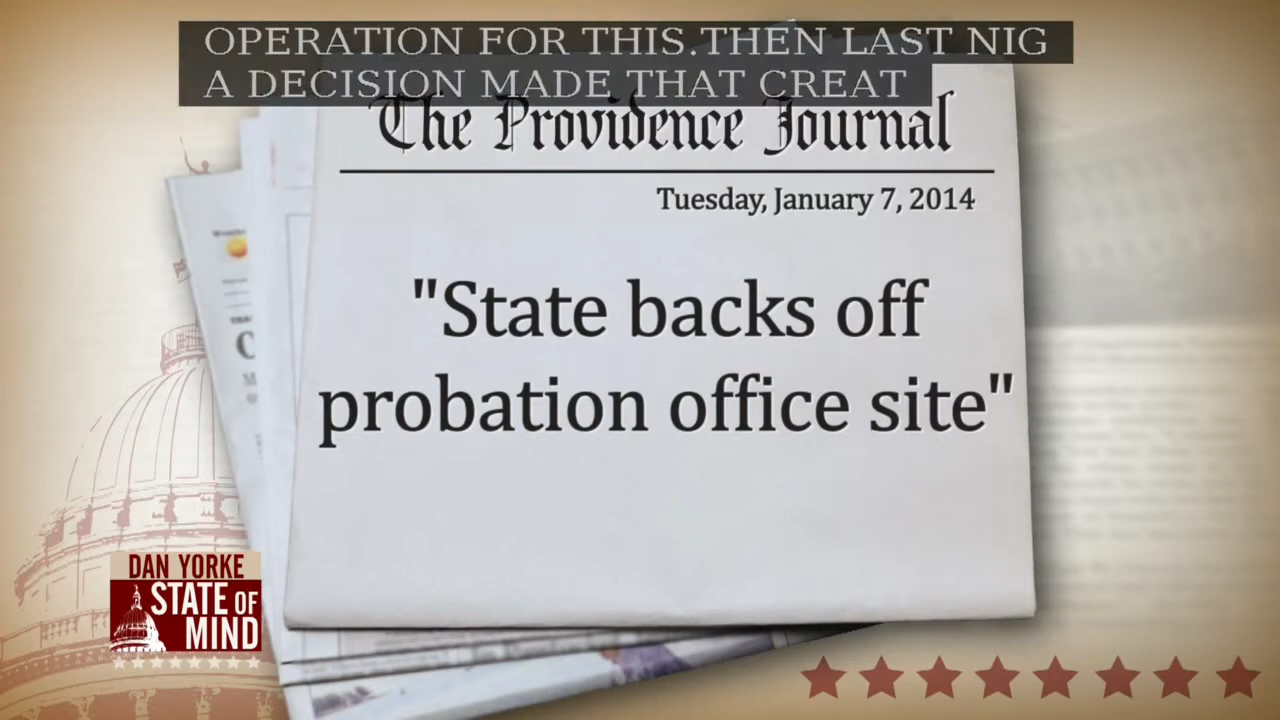 OPERATION FOR THIS.THEN LAST NIG
A DECISION MADE THAT CREAT
The Providence Journal
Tuesday, January 7, 2014
"State backs off
probation office site"
DAN YORKE
STATE OF
MIND